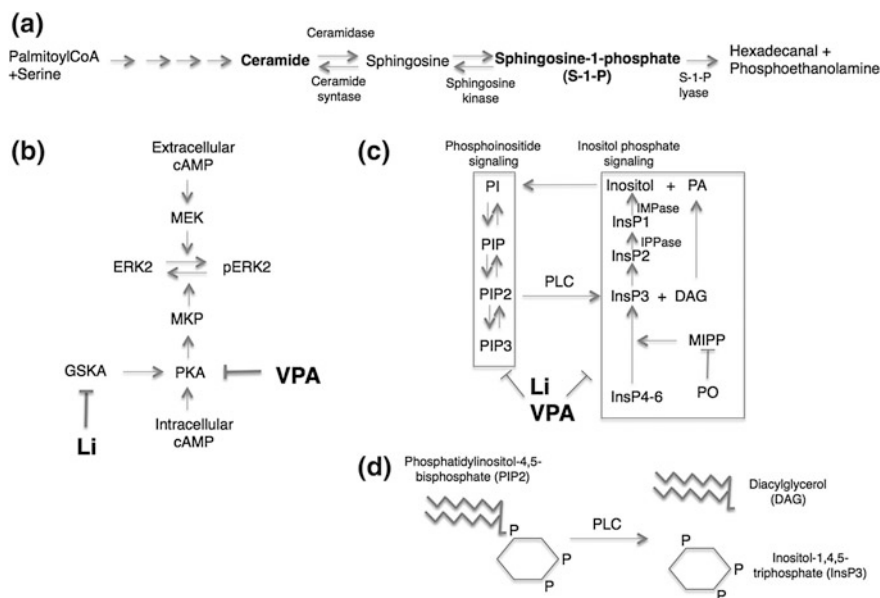 (a)
PalmitoylCoA
+Serine
Ceramide
Ceramidase
Ceramide
syntase
Sphingosine
Sphingosine
kinase
Sphingosine-1-phosphate
(S-1-P)
S-1-P
lyase
Hexadecanal +
Phosphoethanolamine
(b)
Extracellular
cAMP
MEK
ERK2
pERK2
MKP
GSKA
PKA
VPA
Li
Intracellular
cAMP
(c)
Phosphoinositide
signaling
Inositol phosphate
signaling
PI
Inositol + PA
IMPase
InsP1
PIP
IPPase
InsP2
PLC
PIP2
InsP3 + DAG
PIP3
MIPP
Li
VPA
InsP4-6
PO
(d)
Phosphatidylinositol-4,5-
bisphosphate (PIP2)
P
P
P
PLC
Diacylglycerol
(DAG)
P
P
P
Inositol-1,4,5-
triphosphate (InsP3)